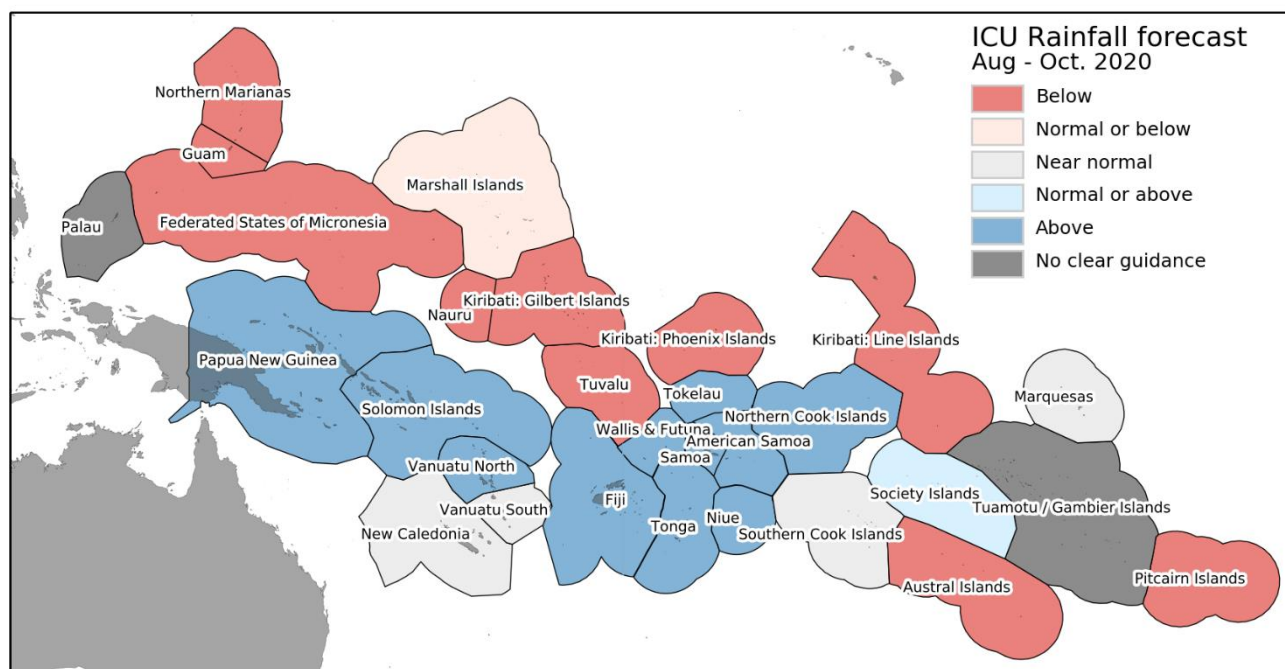 ICU Rainfall forecast
Aug - Oct. 2020
Below
Normal or below
Near normal
Normal or above
Above
No clear guidance
Northern Marianas
Guam
Marshall Islands
Palau
Federated States of Micronesia
Nauru
Kiribati: Gilbert Islands
Kiribati: Phoenix Islands
Kiribati: Line Islands
Papua New Guinea
Tuvalu
Tokelau
Marquesas
Solomon Islands
Northern Cook Islands
Wallis & Futuna
American Samoa
Samoa
Vanuatu North
Fiji
Society Islands
Tuamotu / Gambier Islands
Vanuatu South
New Caledonia
Tonga
Niue
Southern Cook Islands
Austral Islands
Pitcairn Islands